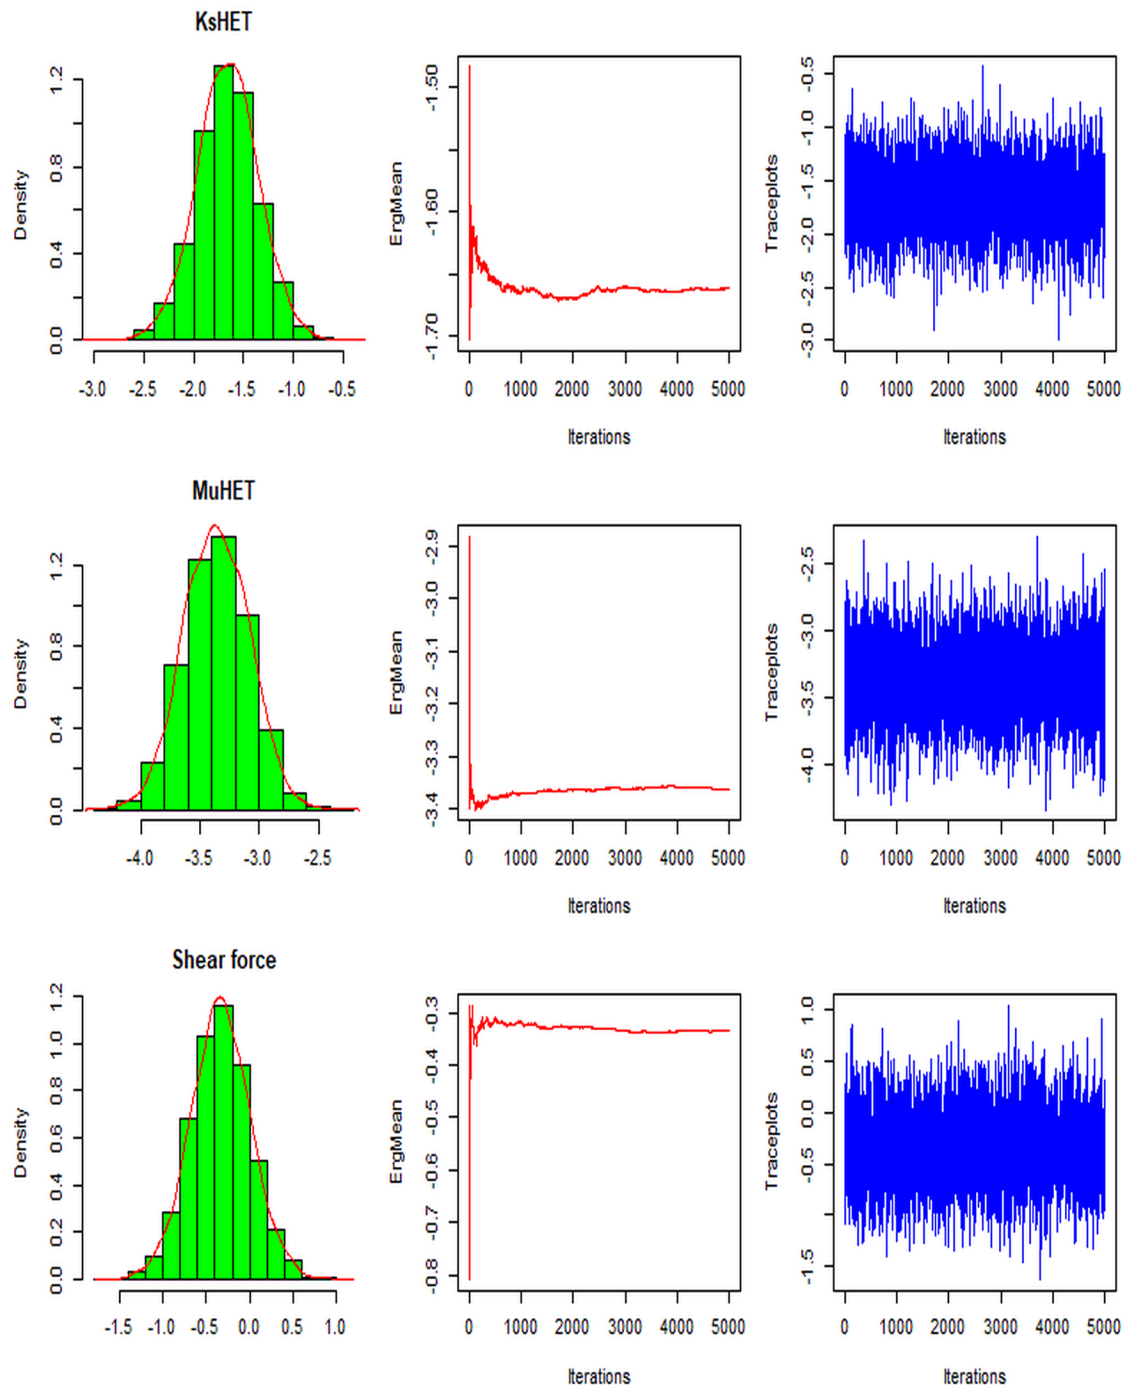 KsHET
Density
0.0 0.4 0.8 1.2
-3.0 -2.5 -2.0 -1.5 -1.0 -0.5
ErgMean
-1.70 -1.60 -1.50
0 1000 2000 3000 4000 5000
Iterations
Traceplots
-3.0 -2.5 -2.0 -1.5 -1.0 -0.5
0 1000 2000 3000 4000 5000
Iterations
MuHET
Density
0.0 0.4 0.8 1.2
-4.0 -3.5 -3.0 -2.5
ErgMean
-3.4 -3.3 -3.2 -3.1 -3.0 -2.9
0 1000 2000 3000 4000 5000
Iterations
Traceplots
-4.0 -3.5 -3.0 -2.5
0 1000 2000 3000 4000 5000
Iterations
Shear force
Density
0.0 0.2 0.4 0.6 0.8 1.0 1.2
-1.5 -1.0 -0.5 0.0 0.5 1.0
ErgMean
-0.8 -0.7 -0.6 -0.5 -0.4 -0.3
0 1000 2000 3000 4000 5000
Iterations
Traceplots
-1.5 -0.5 0.0 0.5 1.0
0 1000 2000 3000 4000 5000
Iterations